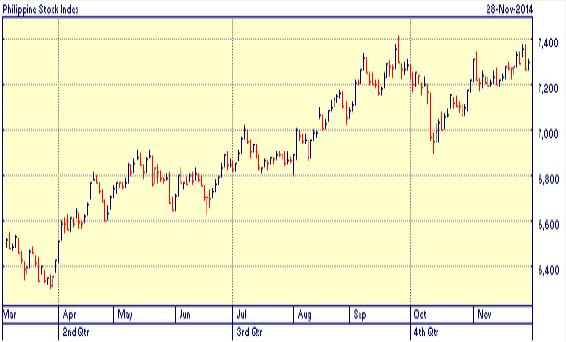 Philippine Stock Index 28-Nov-2014
7,400
7,200
7,000
6,800
6,600
6,400
Mar Apr May Jun Jul Aug Sep Oct Nov
2nd Qtr 3rd Qtr 4th Qtr